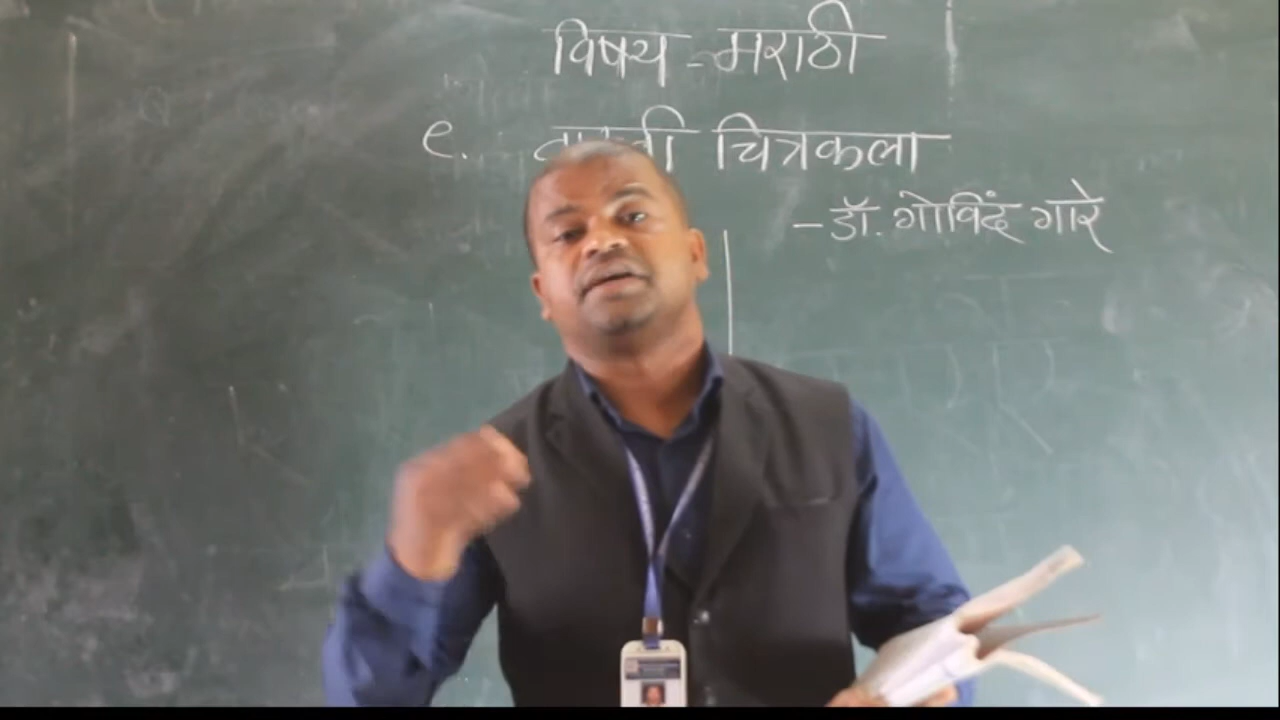 विषय - मराठी
९. चित्रकला
- डॉ. गोविंद गारे